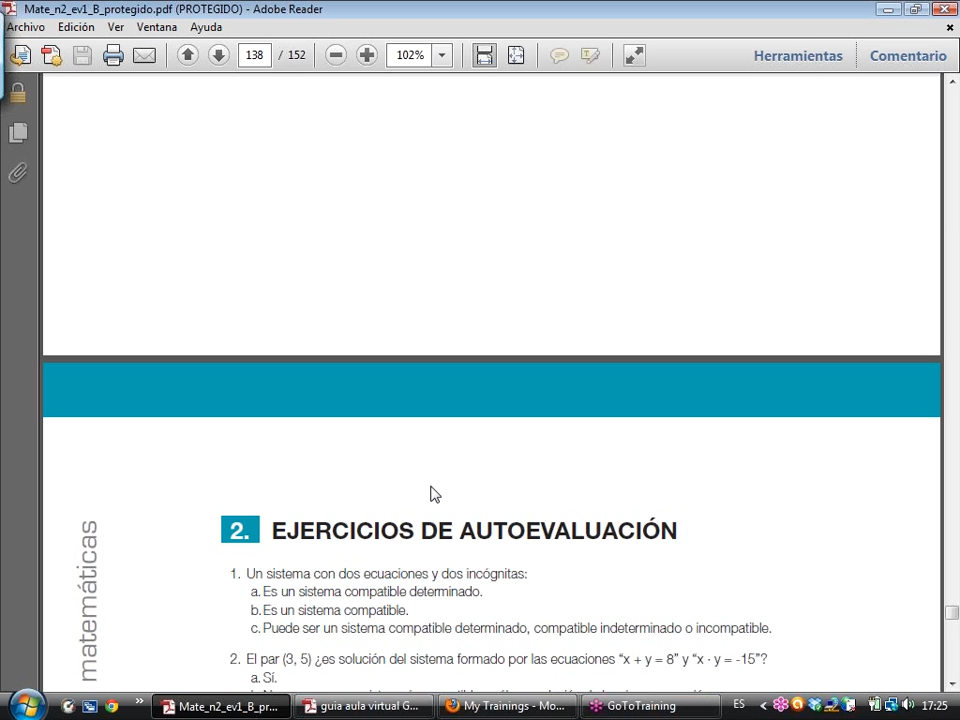 Mate_n2_ev1_B_protegido.pdf (PROTEGIDO) - Adobe Reader
Archivo Edición Ver Ventana Ayuda
138 / 152 102% Herramientas Comentario
2. EJERCICIOS DE AUTOEVALUACIÓN
matemáticas
1. Un sistema con dos ecuaciones y dos incógnitas:
a. Es un sistema compatible determinado.
b. Es un sistema compatible.
c. Puede ser un sistema compatible determinado, compatible indeterminado o incompatible.
2. El par (3, 5) ¿es solución del sistema formado por las ecuaciones “x + y = 8” y “x · y = -15”?
a. Sí.
Mate_n2_ev1_B_pr... guia aula virtual G... My Trainings - Mo... GoToTraining ES 17:25